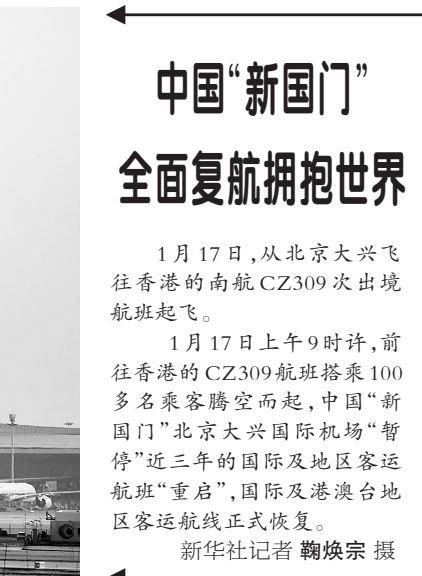 中国“新国门”
全面复航拥抱世界
1月17日,从北京大兴飞
往香港的南航CZ309次出境
航班起飞。
1月17日上午9时许,前
往香港的CZ309航班搭乘100
多名乘客腾空而起,中国“新
国门”北京大兴国际机场“暂
停”近三年的国际及地区客运
航班“重启”,国际及港澳台地
区客运航线正式恢复。
新华社记者 鞠焕宗 摄